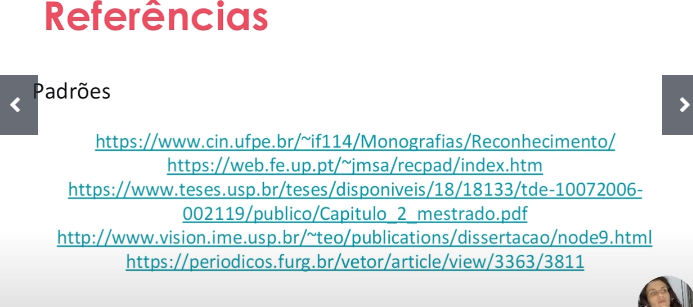 Referências
Padrões
https://www.cin.ufpe.br/~if114/Monografias/Reconhecimento/
https://web.fe.up.pt/~jmsa/recpad/index.htm
https://www.teses.usp.br/teses/disponiveis/18/18133/tde-10072006-
002119/publico/Capitulo_2_mestrado.pdf
http://www.vision.ime.usp.br/~teo/publications/dissertacao/node9.html
https://periodicos.furg.br/vetor/article/view/3363/3811